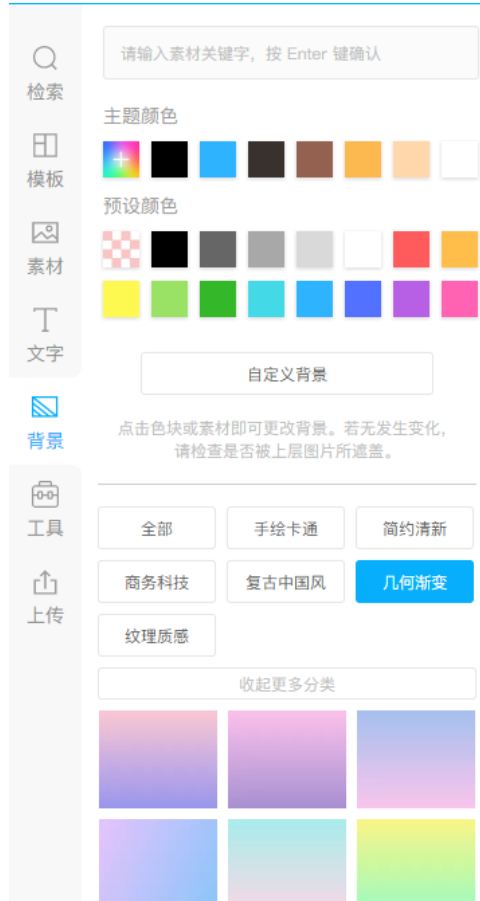 请输入素材关键字，按 Enter 键确认
检索
模板
素材
文字
背景
工具
上传
主题颜色
预设颜色
自定义背景
点击色块或素材即可更改背景。若无发生变化，
请检查是否被上层图片所遮盖。
全部
手绘卡通
简约清新
商务科技
复古中国风
几何渐变
纹理质感
收起更多分类